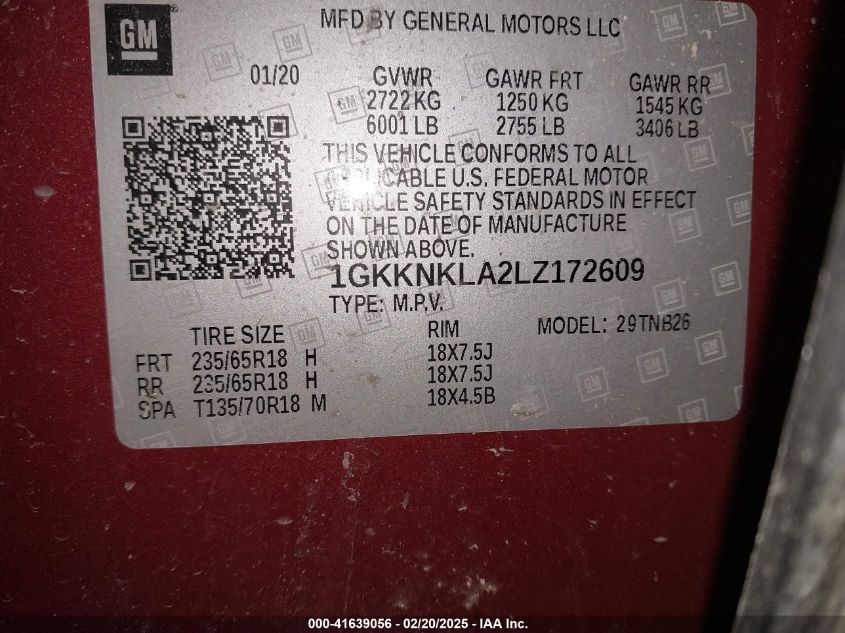 GM
MFD BY GENERAL MOTORS LLC
01/20 GVWR GAWR FRT GAWR RR
2722 KG 1250 KG 1545 KG
6001 LB 2755 LB 3406 LB
THIS VEHICLE CONFORMS TO ALL
APPLICABLE U.S. FEDERAL MOTOR
VEHICLE SAFETY STANDARDS IN EFFECT
ON THE DATE OF MANUFACTURE
SHOWN ABOVE.
1GKKNKLA2LZ172609
TYPE: M.P.V.
TIRE SIZE RIM MODEL: 29TNB26
FRT 235/65R18 H 18X7.5J
RR 235/65R18 H 18X7.5J
SPA T135/70R18 M 18X4.5B
000-41639056 - 02/20/2025 - IAA Inc.